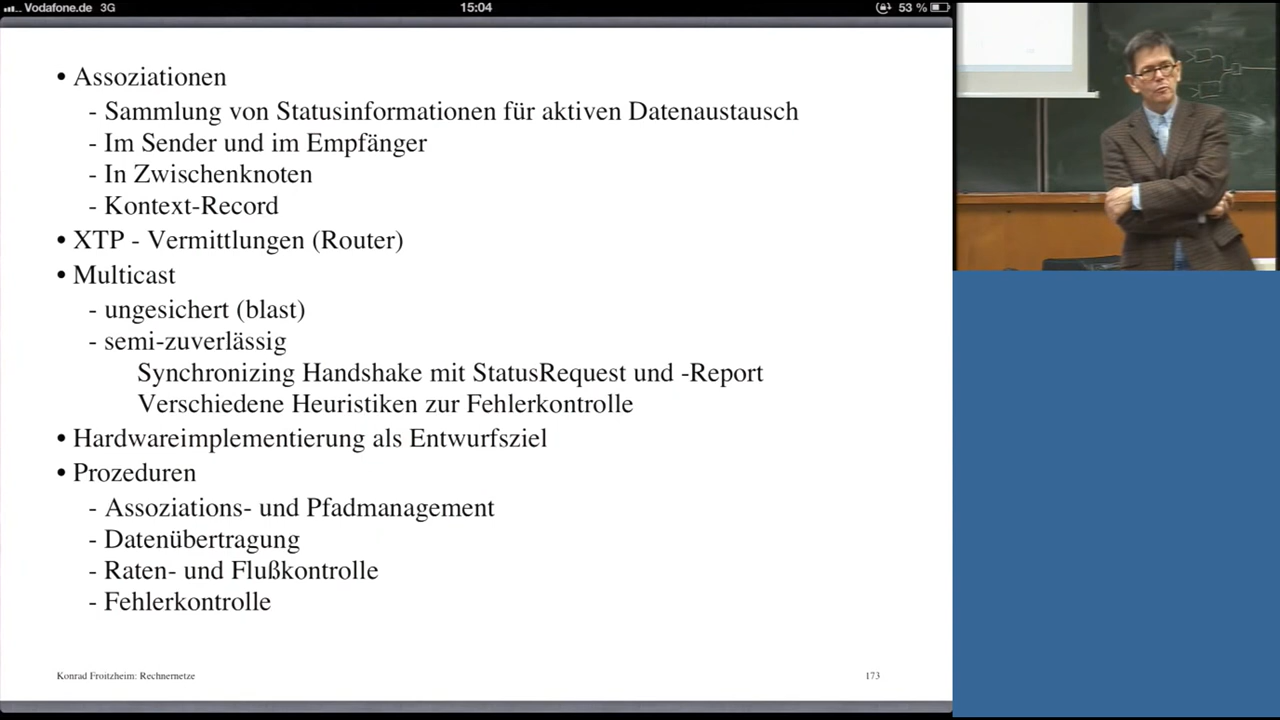 Vodafone.de 3G 15:04 53 %
• Assoziationen
- Sammlung von Statusinformationen für aktiven Datenaustausch
- Im Sender und im Empfänger
- In Zwischenknoten
- Kontext-Record
• XTP - Vermittlungen (Router)
• Multicast
- ungesichert (blast)
- semi-zuverlässig
Synchronizing Handshake mit StatusRequest und -Report
Verschiedene Heuristiken zur Fehlerkontrolle
• Hardwareimplementierung als Entwurfsziel
• Prozeduren
- Assoziations- und Pfadmanagement
- Datenübertragung
- Raten- und Flußkontrolle
- Fehlerkontrolle
Konrad Froitzheim: Rechnernetze 173